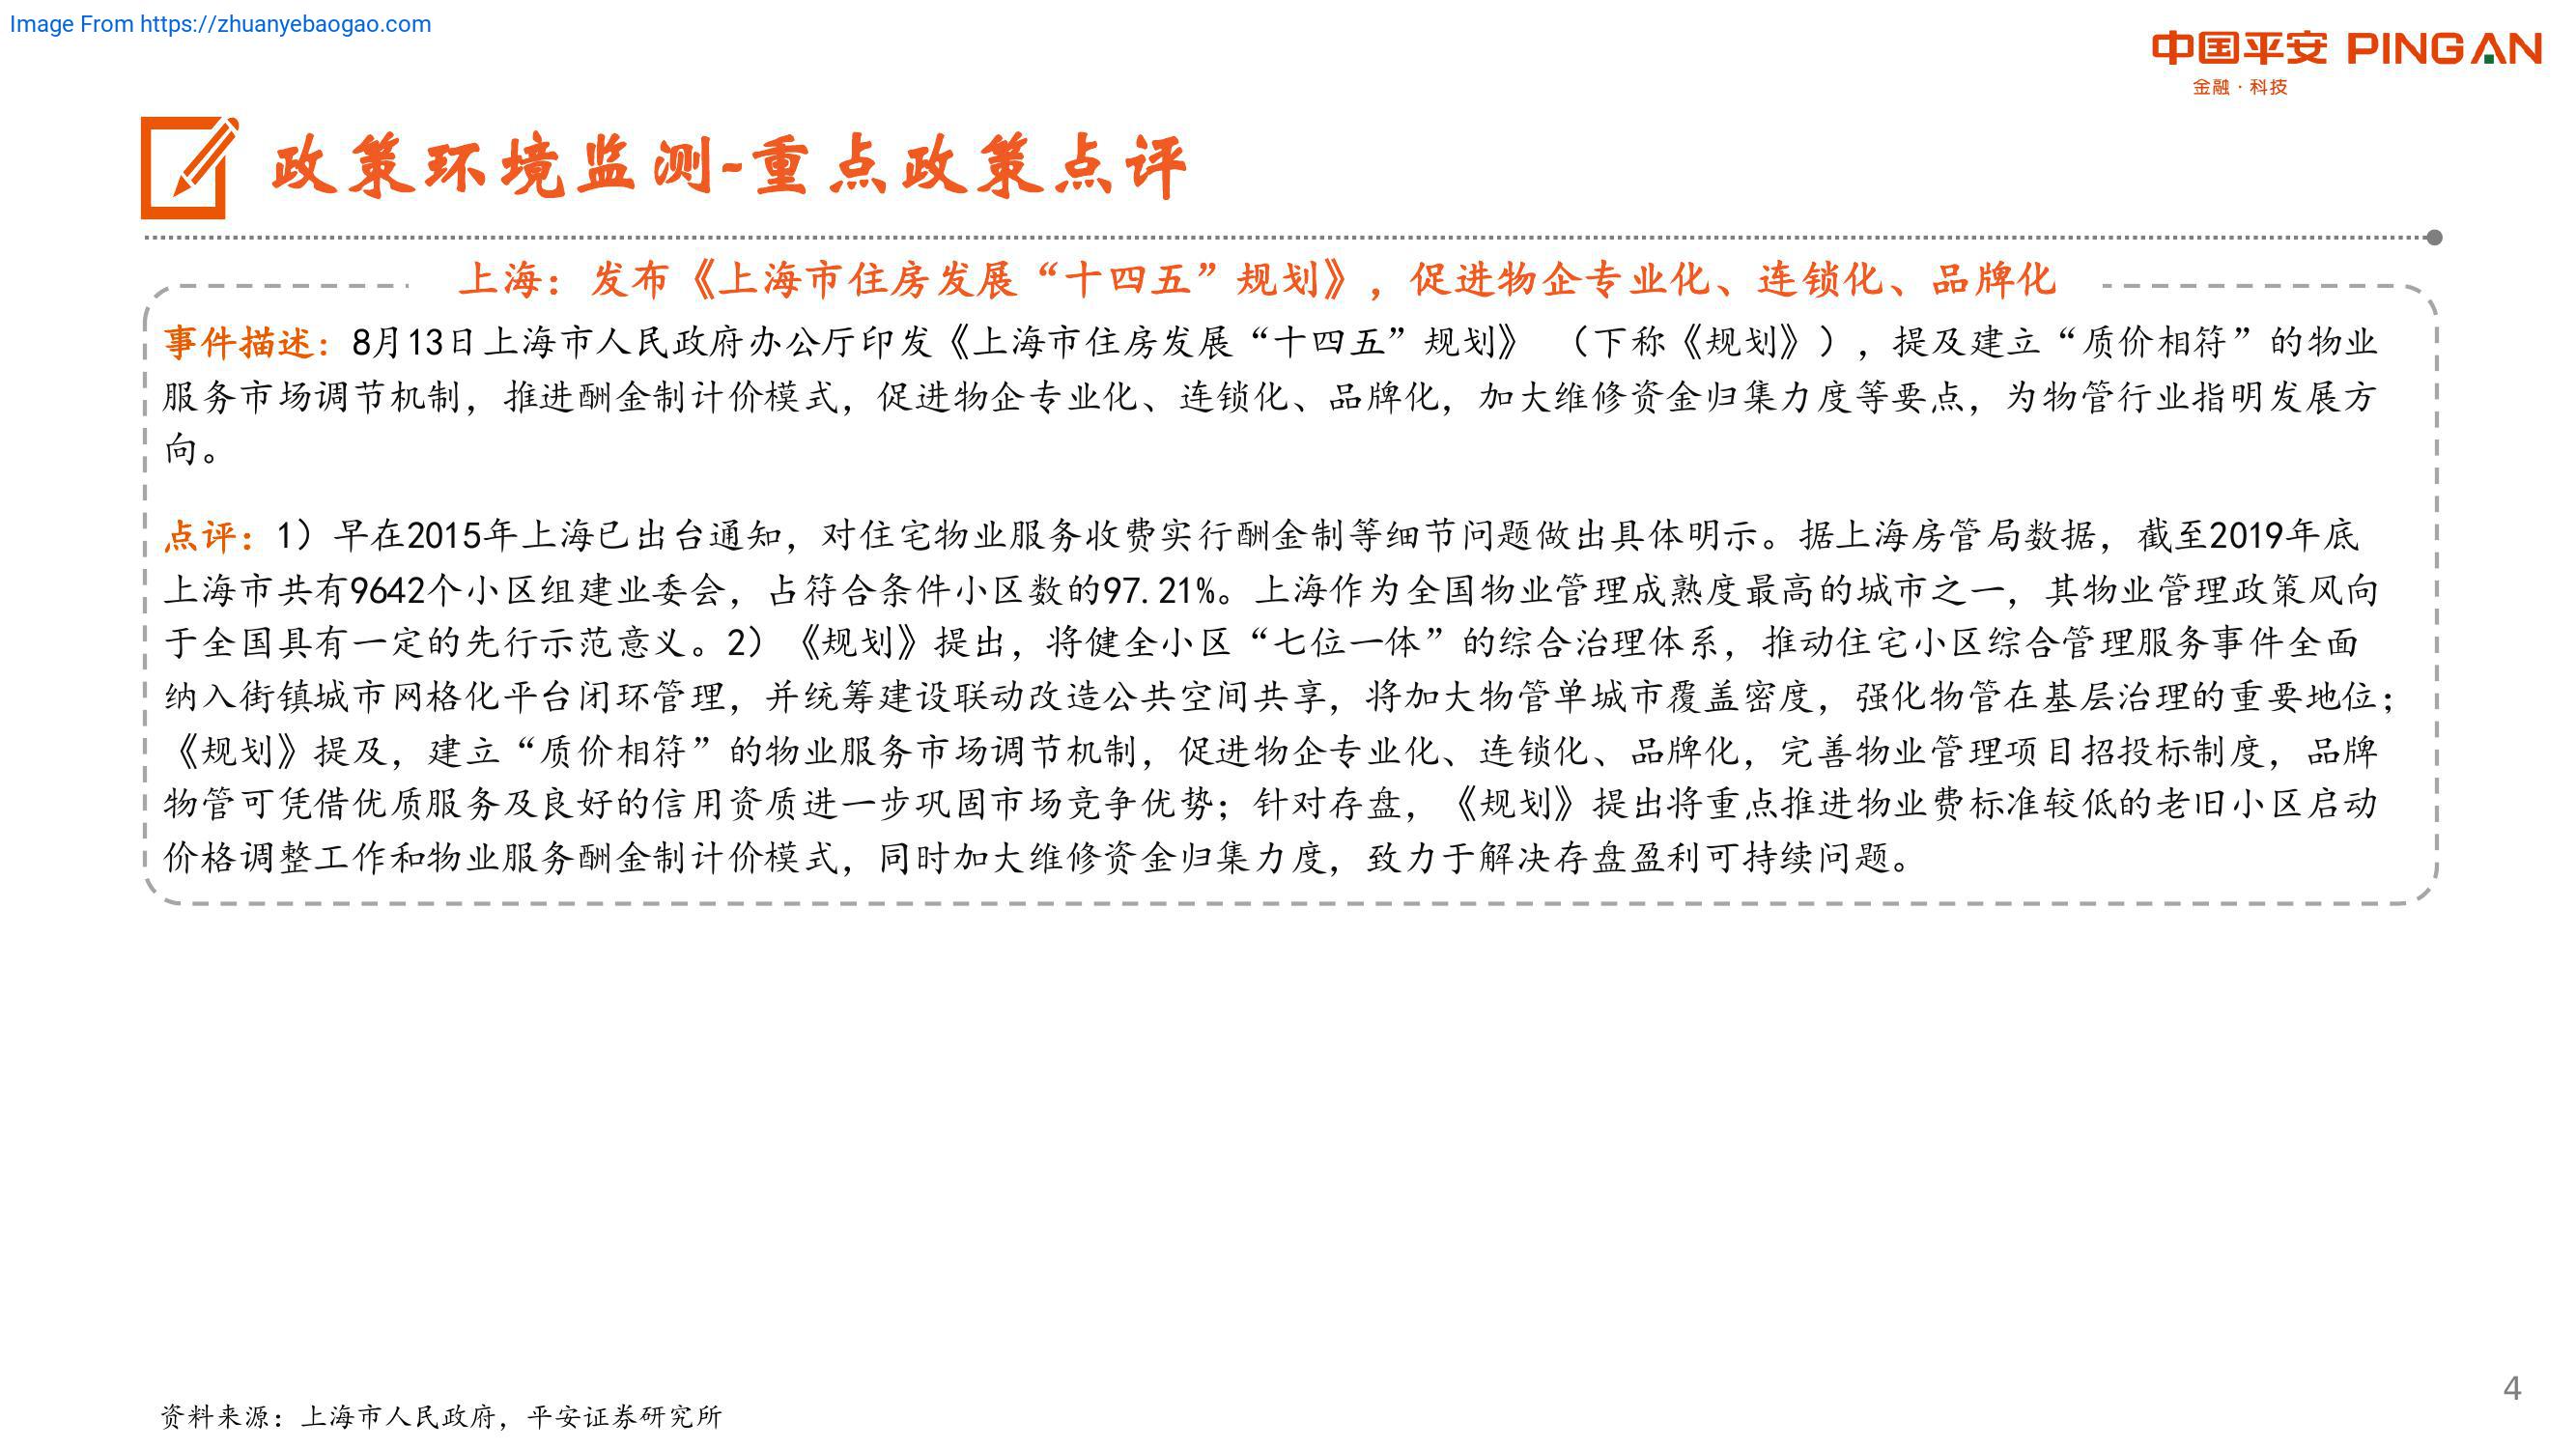 Image From https://zhuanyebaogao.com
中国平安 PINGAN
金融·科技
政策环境监测-重点政策点评
上海：发布《上海市住房发展“十四五”规划》，促进物企专业化、连锁化、品牌化
事件描述：8月13日上海市人民政府办公厅印发《上海市住房发展“十四五”规划》 （下称《规划》），提及建立“质价相符”的物业
服务市场调节机制，推进酬金制计价模式，促进物企专业化、连锁化、品牌化，加大维修资金归集力度等要点，为物管行业指明发展方
向。
点评：1）早在2015年上海已出台通知，对住宅物业服务收费实行酬金制等细节问题做出具体明示。据上海房管局数据，截至2019年底
上海市共有9642个小区组建业委会，占符合条件小区数的97.21%。上海作为全国物业管理成熟度最高的城市之一，其物业管理政策风向
于全国具有一定的先行示范意义。2）《规划》提出，将健全小区“七位一体”的综合治理体系，推动住宅小区综合管理服务事件全面
纳入街镇城市网格化平台闭环管理，并统筹建设联动改造公共空间共享，将加大物管单城市覆盖密度，强化物管在基层治理的重要地位；
《规划》提及，建立“质价相符”的物业服务市场调节机制，促进物企专业化、连锁化、品牌化，完善物业管理项目招投标制度，品牌
物管可凭借优质服务及良好的信用资质进一步巩固市场竞争优势；针对存盘，《规划》提出将重点推进物业费标准较低的老旧小区启动
价格调整工作和物业服务酬金制计价模式，同时加大维修资金归集力度，致力于解决存盘盈利可持续问题。
资料来源：上海市人民政府，平安证券研究所
4